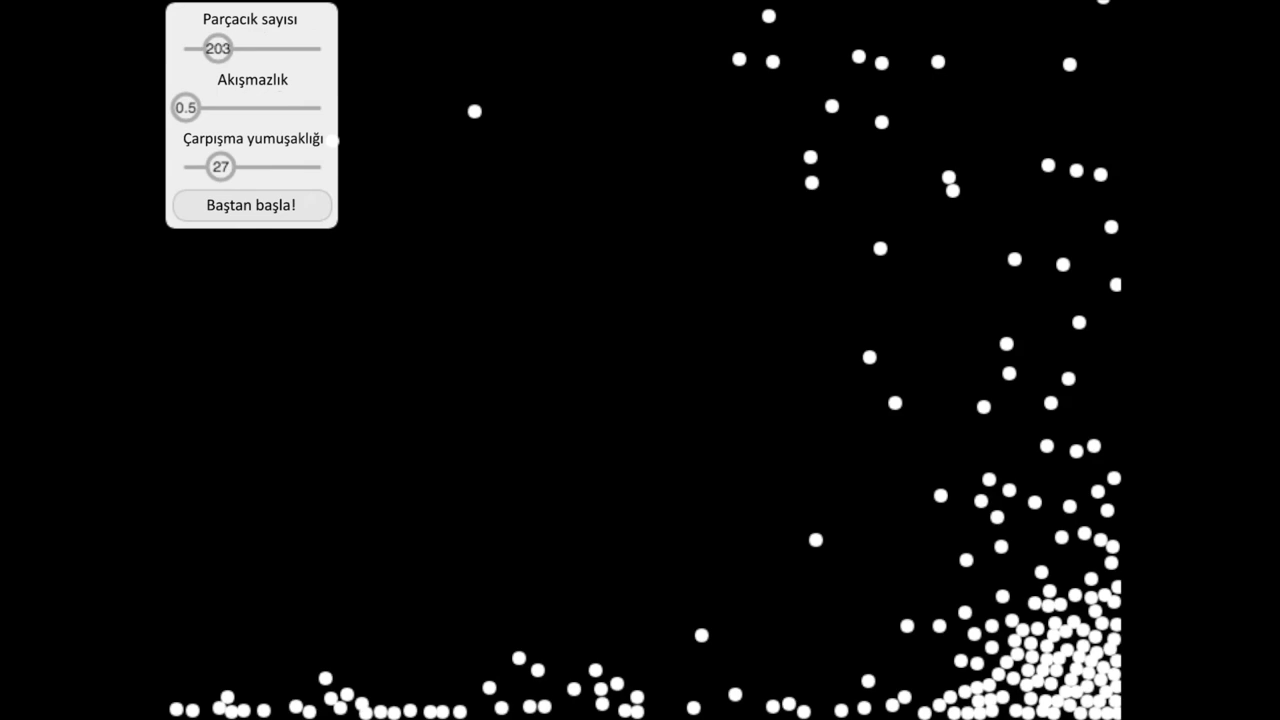 Parçacık sayısı
203
Akışmazlık
0.5
Çarpışma yumuşaklığı
27
Baştan başla!